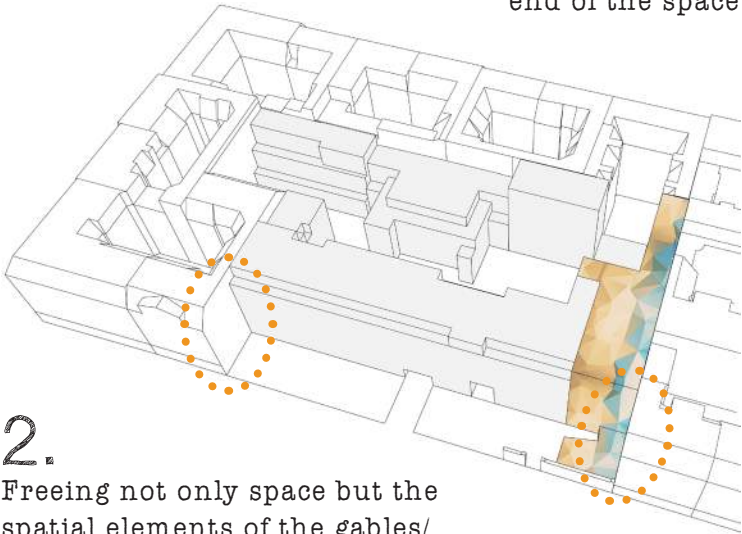 end of the space
2.
Freeing not only space but the
spatial elements of the gables/